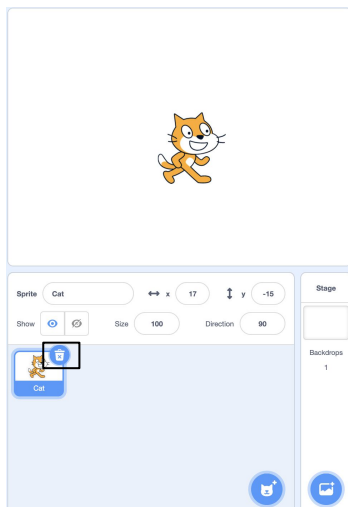 Sprite Cat x 17 y -15
Show Size 100 Direction 90
Cat
Stage
Backdrops
1